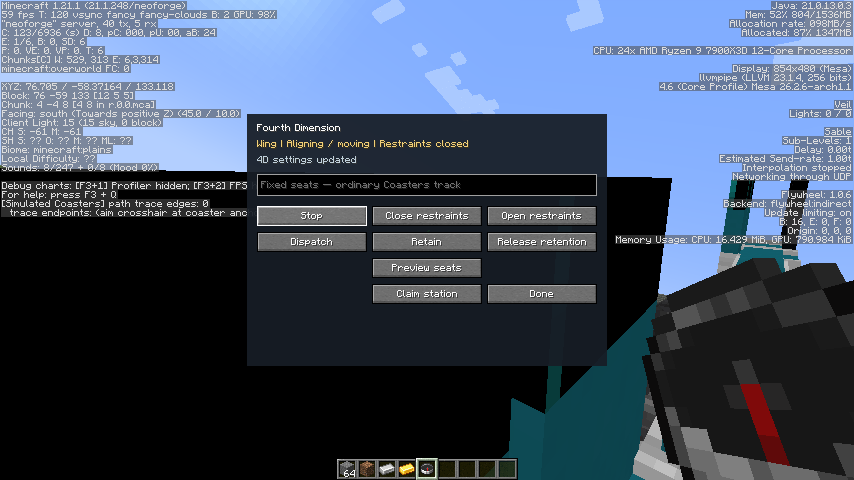 Minecraft 1.21.1 (21.1.248/neoforge)
59 fps T: 120 vsync fancy fancy-clouds B: 2 GPU: 98%
"neoforge" server, 40 tx, 5 rx
C: 123/6936 (s) D: 8, pC: 000, pU: 00, aB: 24
E: 1/6, B: 0, SD: 6
P: 0. VE: 0. VP: 0. T: 6
Chunks[C] W: 529, 313 E: 6,3,314
minecraft:overworld FC: 0
XYZ: 76.705 / -58.37164 / 133.118
Block: 76 -59 133 [12 5 5]
Chunk: 4 -4 8 [4 8 in r.0.0.mca]
Facing: south (Towards positive Z) (45.0 / 10.0)
Client Light: 15 (15 sky, 0 block)
CH S: -61 M: -61
SH S: ?? O: ?? M: ?? ML: ??
Biome: minecraft:plains
Local Difficulty: ??
Sounds: 8/247 + 0/8 (Mood 0%)
Debug charts: [F3+1] Profiler hidden; [F3+2] FPS
For help: press F3 + Q
[Simulated Coasters] path trace edges: 0
trace endpoints: (aim crosshair at coaster anc
Java: 21.0.13.0.3
Mem: 52% 804/1536MB
Allocation rate: 098MB/s
Allocated: 87% 1347MB
CPU: 24x AMD Ryzen 9 7900X3D 12-Core Processor
Display: 854x480 (Mesa)
llvmpipe (LLVM 23.1.4, 256 bits)
4.6 (Core Profile) Mesa 26.2.6-arch1.1
Veil
Lights: 0 / 0
Sable
Sub-Levels: 1
Delay: 0.00t
Estimated Send-rate: 1.00t
Interpolation stopped
Networking through UDP
Flywheel: 1.0.6
Backend: flywheel:indirect
Update limiting: on
B: 16, E: 0, F: 0
Origin: 0, 0, 0
Memory Usage: CPU: 16.429 MiB, GPU: 790.984 KiB
Fourth Dimension
Wing | Aligning / moving | Restraints closed
4D settings updated
Fixed seats — ordinary Coasters track
Stop
Close restraints
Open restraints
Dispatch
Retain
Release retention
Preview seats
Claim station
Done
64